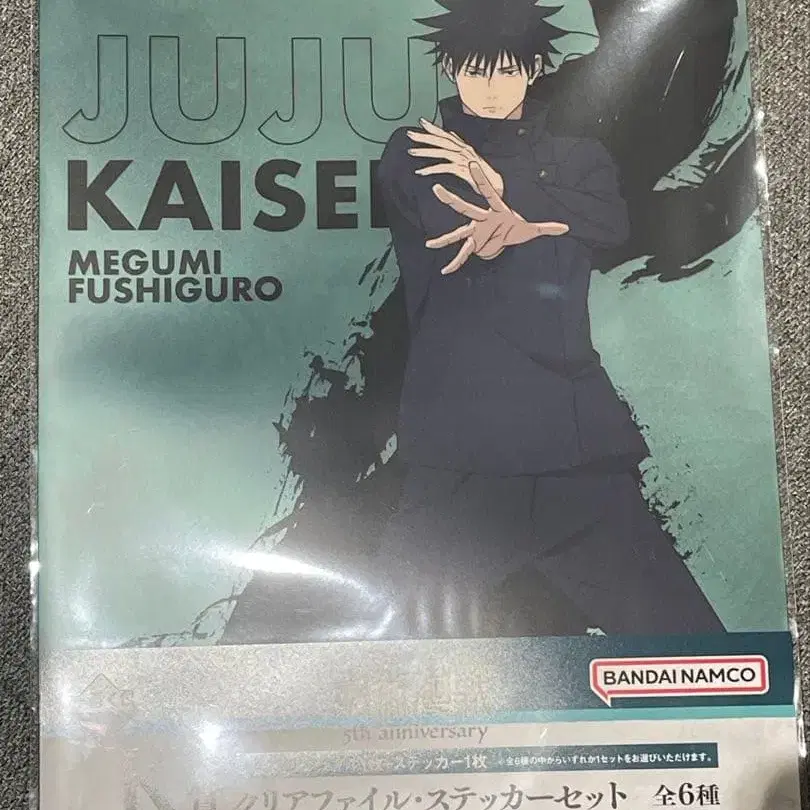 JUJU
KAISE
MEGUMI
FUSHIGURO
BANDAI NAMCO
5th anniversary
ステッカー1枚 ※全6種の中からいずれか1セットをお選びいただけます。
賞 クリアファイル・ステッカーセット 全6種